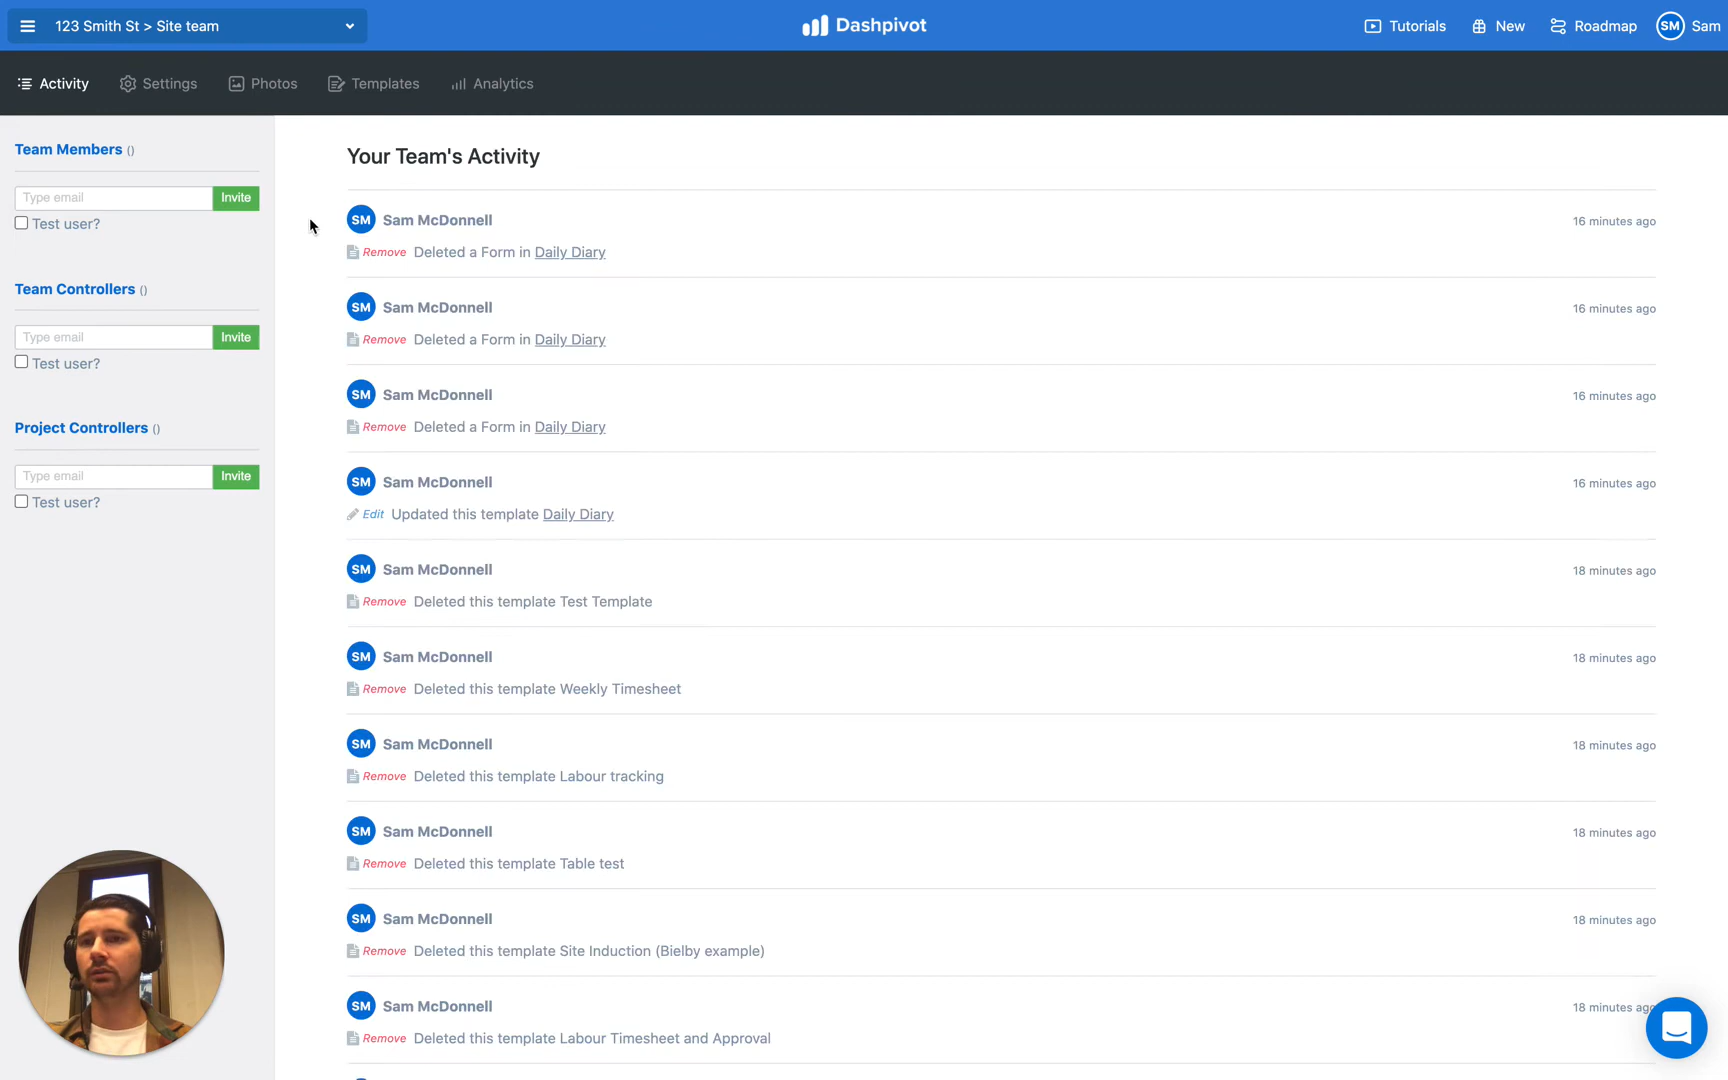 123 Smith St > Site team
Dashpivot
Tutorials
New
Roadmap
SM Sam
Activity
Settings
Photos
Templates
Analytics
Team Members ()
Type email
Invite
Test user?
Team Controllers ()
Type email
Invite
Test user?
Project Controllers ()
Type email
Invite
Test user?
Your Team's Activity
SM Sam McDonnell
16 minutes ago
Remove Deleted a Form in Daily Diary
SM Sam McDonnell
16 minutes ago
Remove Deleted a Form in Daily Diary
SM Sam McDonnell
16 minutes ago
Remove Deleted a Form in Daily Diary
SM Sam McDonnell
16 minutes ago
Edit Updated this template Daily Diary
SM Sam McDonnell
18 minutes ago
Remove Deleted this template Test Template
SM Sam McDonnell
18 minutes ago
Remove Deleted this template Weekly Timesheet
SM Sam McDonnell
18 minutes ago
Remove Deleted this template Labour tracking
SM Sam McDonnell
18 minutes ago
Remove Deleted this template Table test
SM Sam McDonnell
18 minutes ago
Remove Deleted this template Site Induction (Bielby example)
SM Sam McDonnell
18 minutes ago
Remove Deleted this template Labour Timesheet and Approval